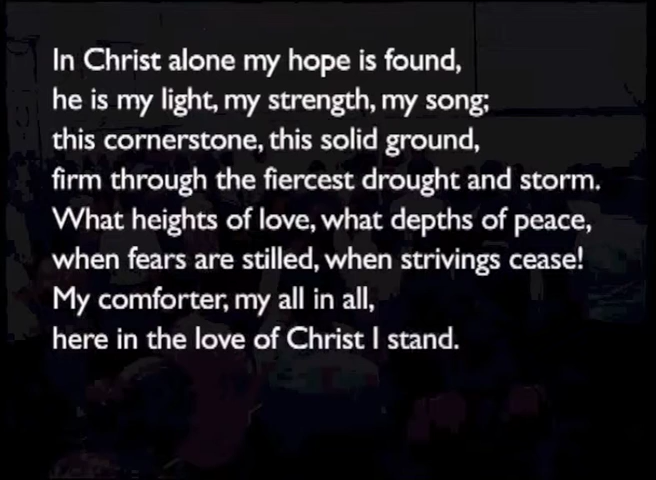 In Christ alone my hope is found,
he is my light, my strength, my song;
this cornerstone, this solid ground,
firm through the fiercest drought and storm.
What heights of love, what depths of peace,
when fears are stilled, when strivings cease!
My comforter, my all in all,
here in the love of Christ I stand.